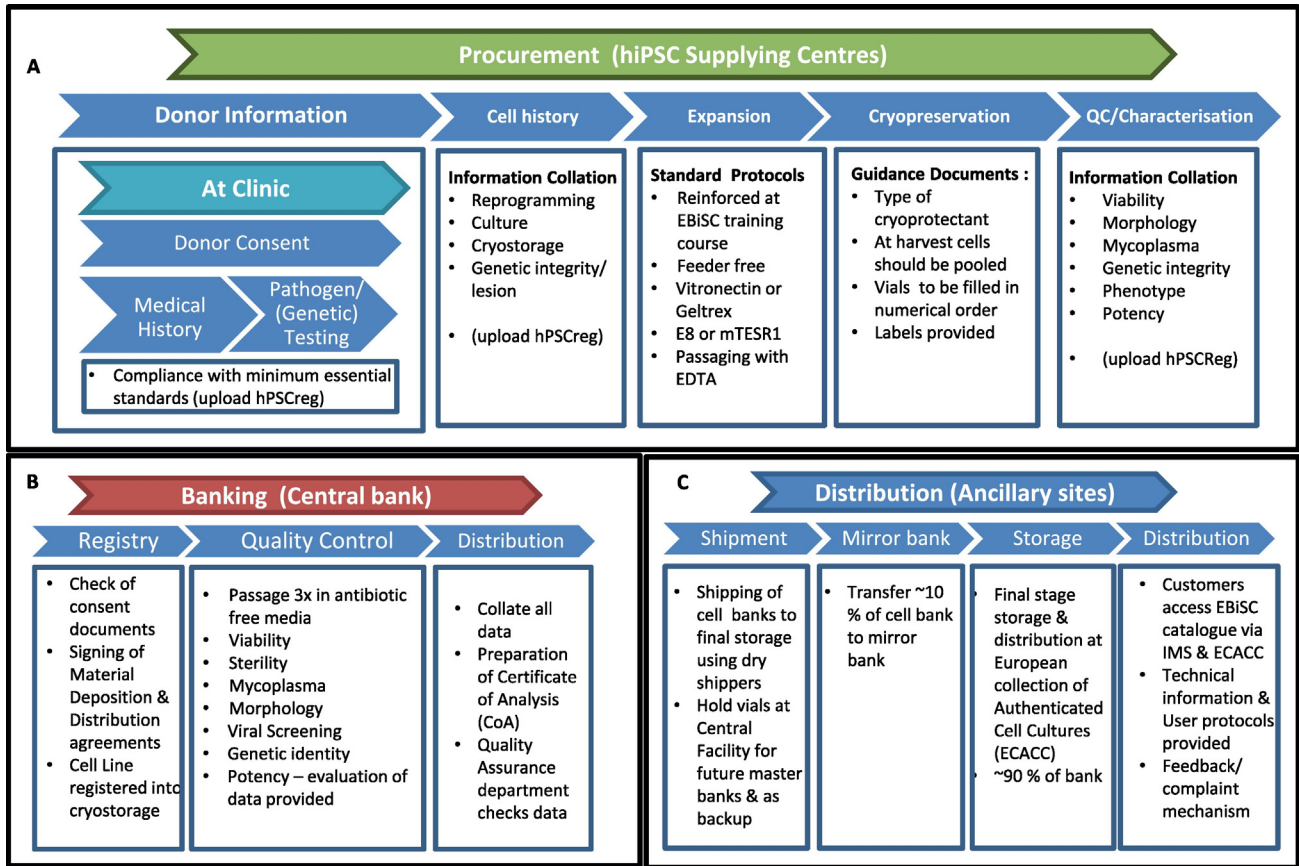 A
Procurement (hiPSC Supplying Centres)
Donor Information
At Clinic
Donor Consent
Medical
History
Pathogen/
(Genetic)
Testing
• Compliance with minimum essential
standards (upload hPSCreg)
Cell history
Information Collation
• Reprogramming
• Culture
• Cryostorage
• Genetic integrity/
lesion
• (upload hPSCreg)
Expansion
Standard Protocols
• Reinforced at
EBiSC training
course
• Feeder free
• Vitronectin or
Geltrex
• E8 or mTESR1
• Passaging with
EDTA
Cryopreservation
Guidance Documents :
• Type of
cryoprotectant
• At harvest cells
should be pooled
• Vials to be filled in
numerical order
• Labels provided
QC/Characterisation
Information Collation
• Viability
• Morphology
• Mycoplasma
• Genetic integrity
• Phenotype
• Potency
• (upload hPSCReg)
B
Banking (Central bank)
Registry
• Check of
consent
documents
• Signing of
Material
Deposition &
Distribution
agreements
• Cell Line
registered into
cryostorage
Quality Control
• Passage 3x in antibiotic
free media
• Viability
• Sterility
• Mycoplasma
• Morphology
• Viral Screening
• Genetic identity
• Potency – evaluation of
data provided
Distribution
• Collate all
data
• Preparation
of Certificate
of Analysis
(CoA)
• Quality
Assurance
department
checks data
C
Distribution (Ancillary sites)
Shipment
• Shipping of
cell banks to
final storage
using dry
shippers
• Hold vials at
Central
Facility for
future master
banks & as
backup
Mirror bank
• Transfer ~10
% of cell bank
to mirror
bank
Storage
• Final stage
storage &
distribution at
European
collection of
Authenticated
Cell Cultures
(ECACC)
• ~90 % of bank
Distribution
• Customers
access EBiSC
catalogue via
IMS & ECACC
• Technical
information &
User protocols
provided
• Feedback/
complaint
mechanism